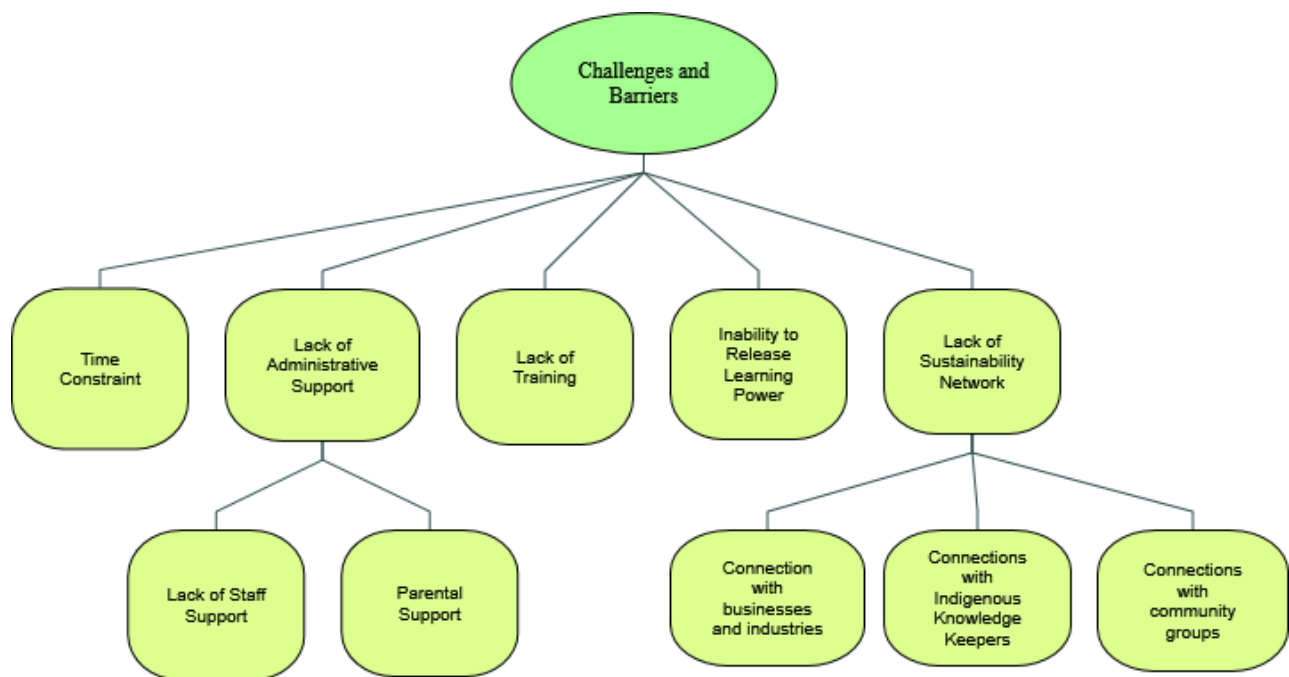 Challenges and
Barriers
Time
Constraint
Lack of
Administrative
Support
Lack of
Training
Inability to
Release
Learning
Power
Lack of
Sustainability
Network
Lack of Staff
Support
Parental
Support
Connection
with
businesses
and industries
Connections
with
Indigenous
Knowledge
Keepers
Connections
with
community
groups